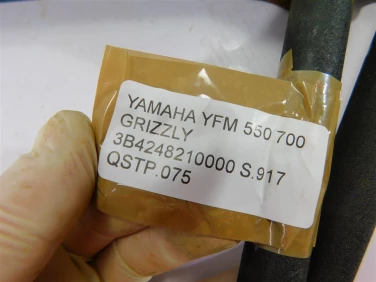 YAMAHA YFM 550 700
GRIZZLY
3B4248210000 S.917
QSTP.075